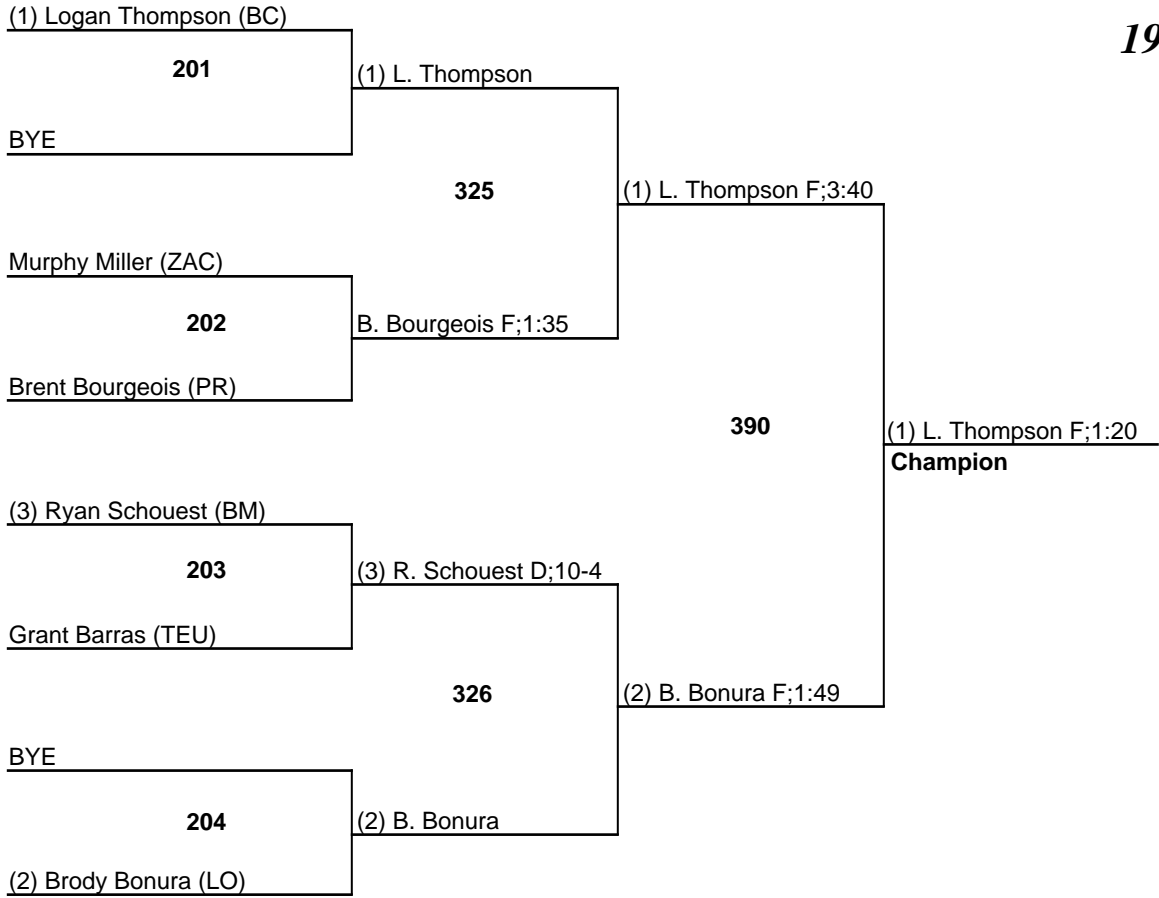 (1) Logan Thompson (BC)
19
201
(1) L. Thompson
BYE
325
(1) L. Thompson F;3:40
Murphy Miller (ZAC)
202
B. Bourgeois F;1:35
Brent Bourgeois (PR)
390
(1) L. Thompson F;1:20
Champion
(3) Ryan Schouest (BM)
203
(3) R. Schouest D;10-4
Grant Barras (TEU)
326
(2) B. Bonura F;1:49
BYE
204
(2) B. Bonura
(2) Brody Bonura (LO)